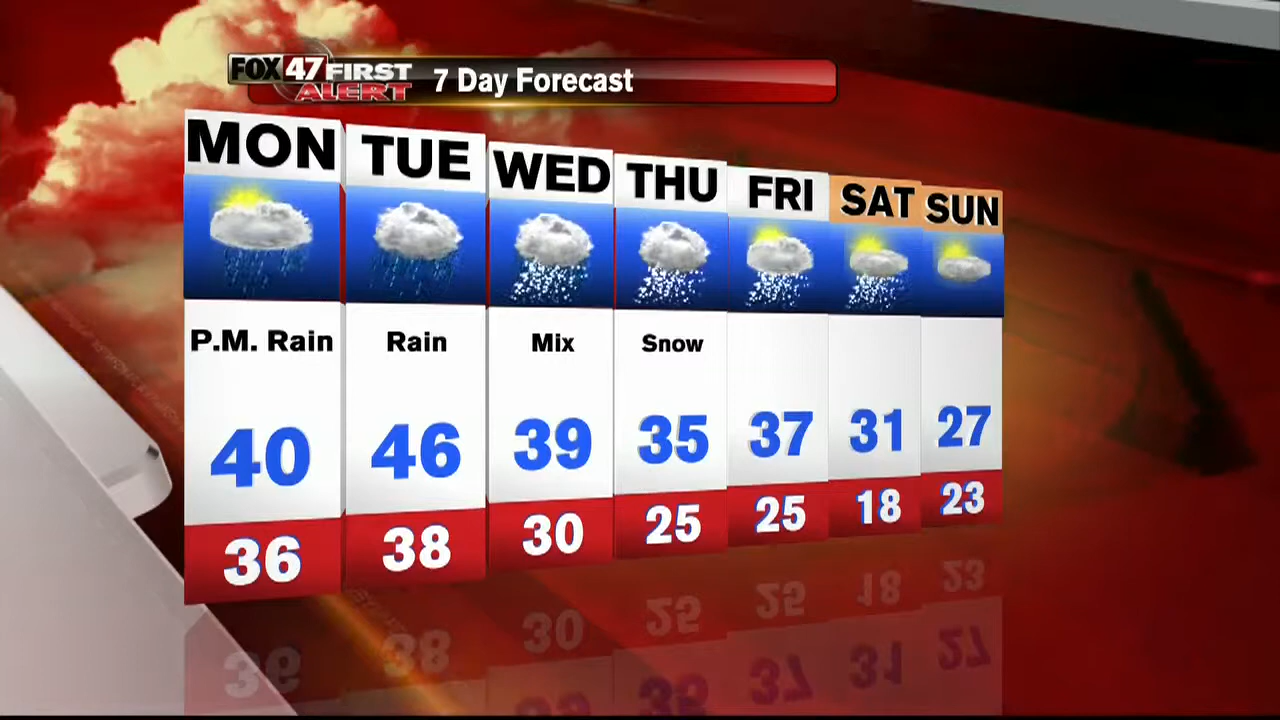 FOX 47 FIRST
ALERT
7 Day Forecast
MON TUE WED THU FRI SAT SUN
P.M. Rain Rain Mix Snow
40 46 39 35 37 31 27
36 38 30 25 25 18 23